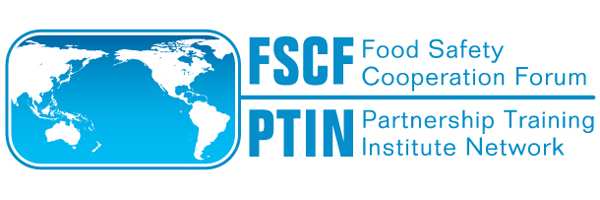 FSCF Food Safety
Cooperation Forum
PTIN Partnership Training
Institute Network